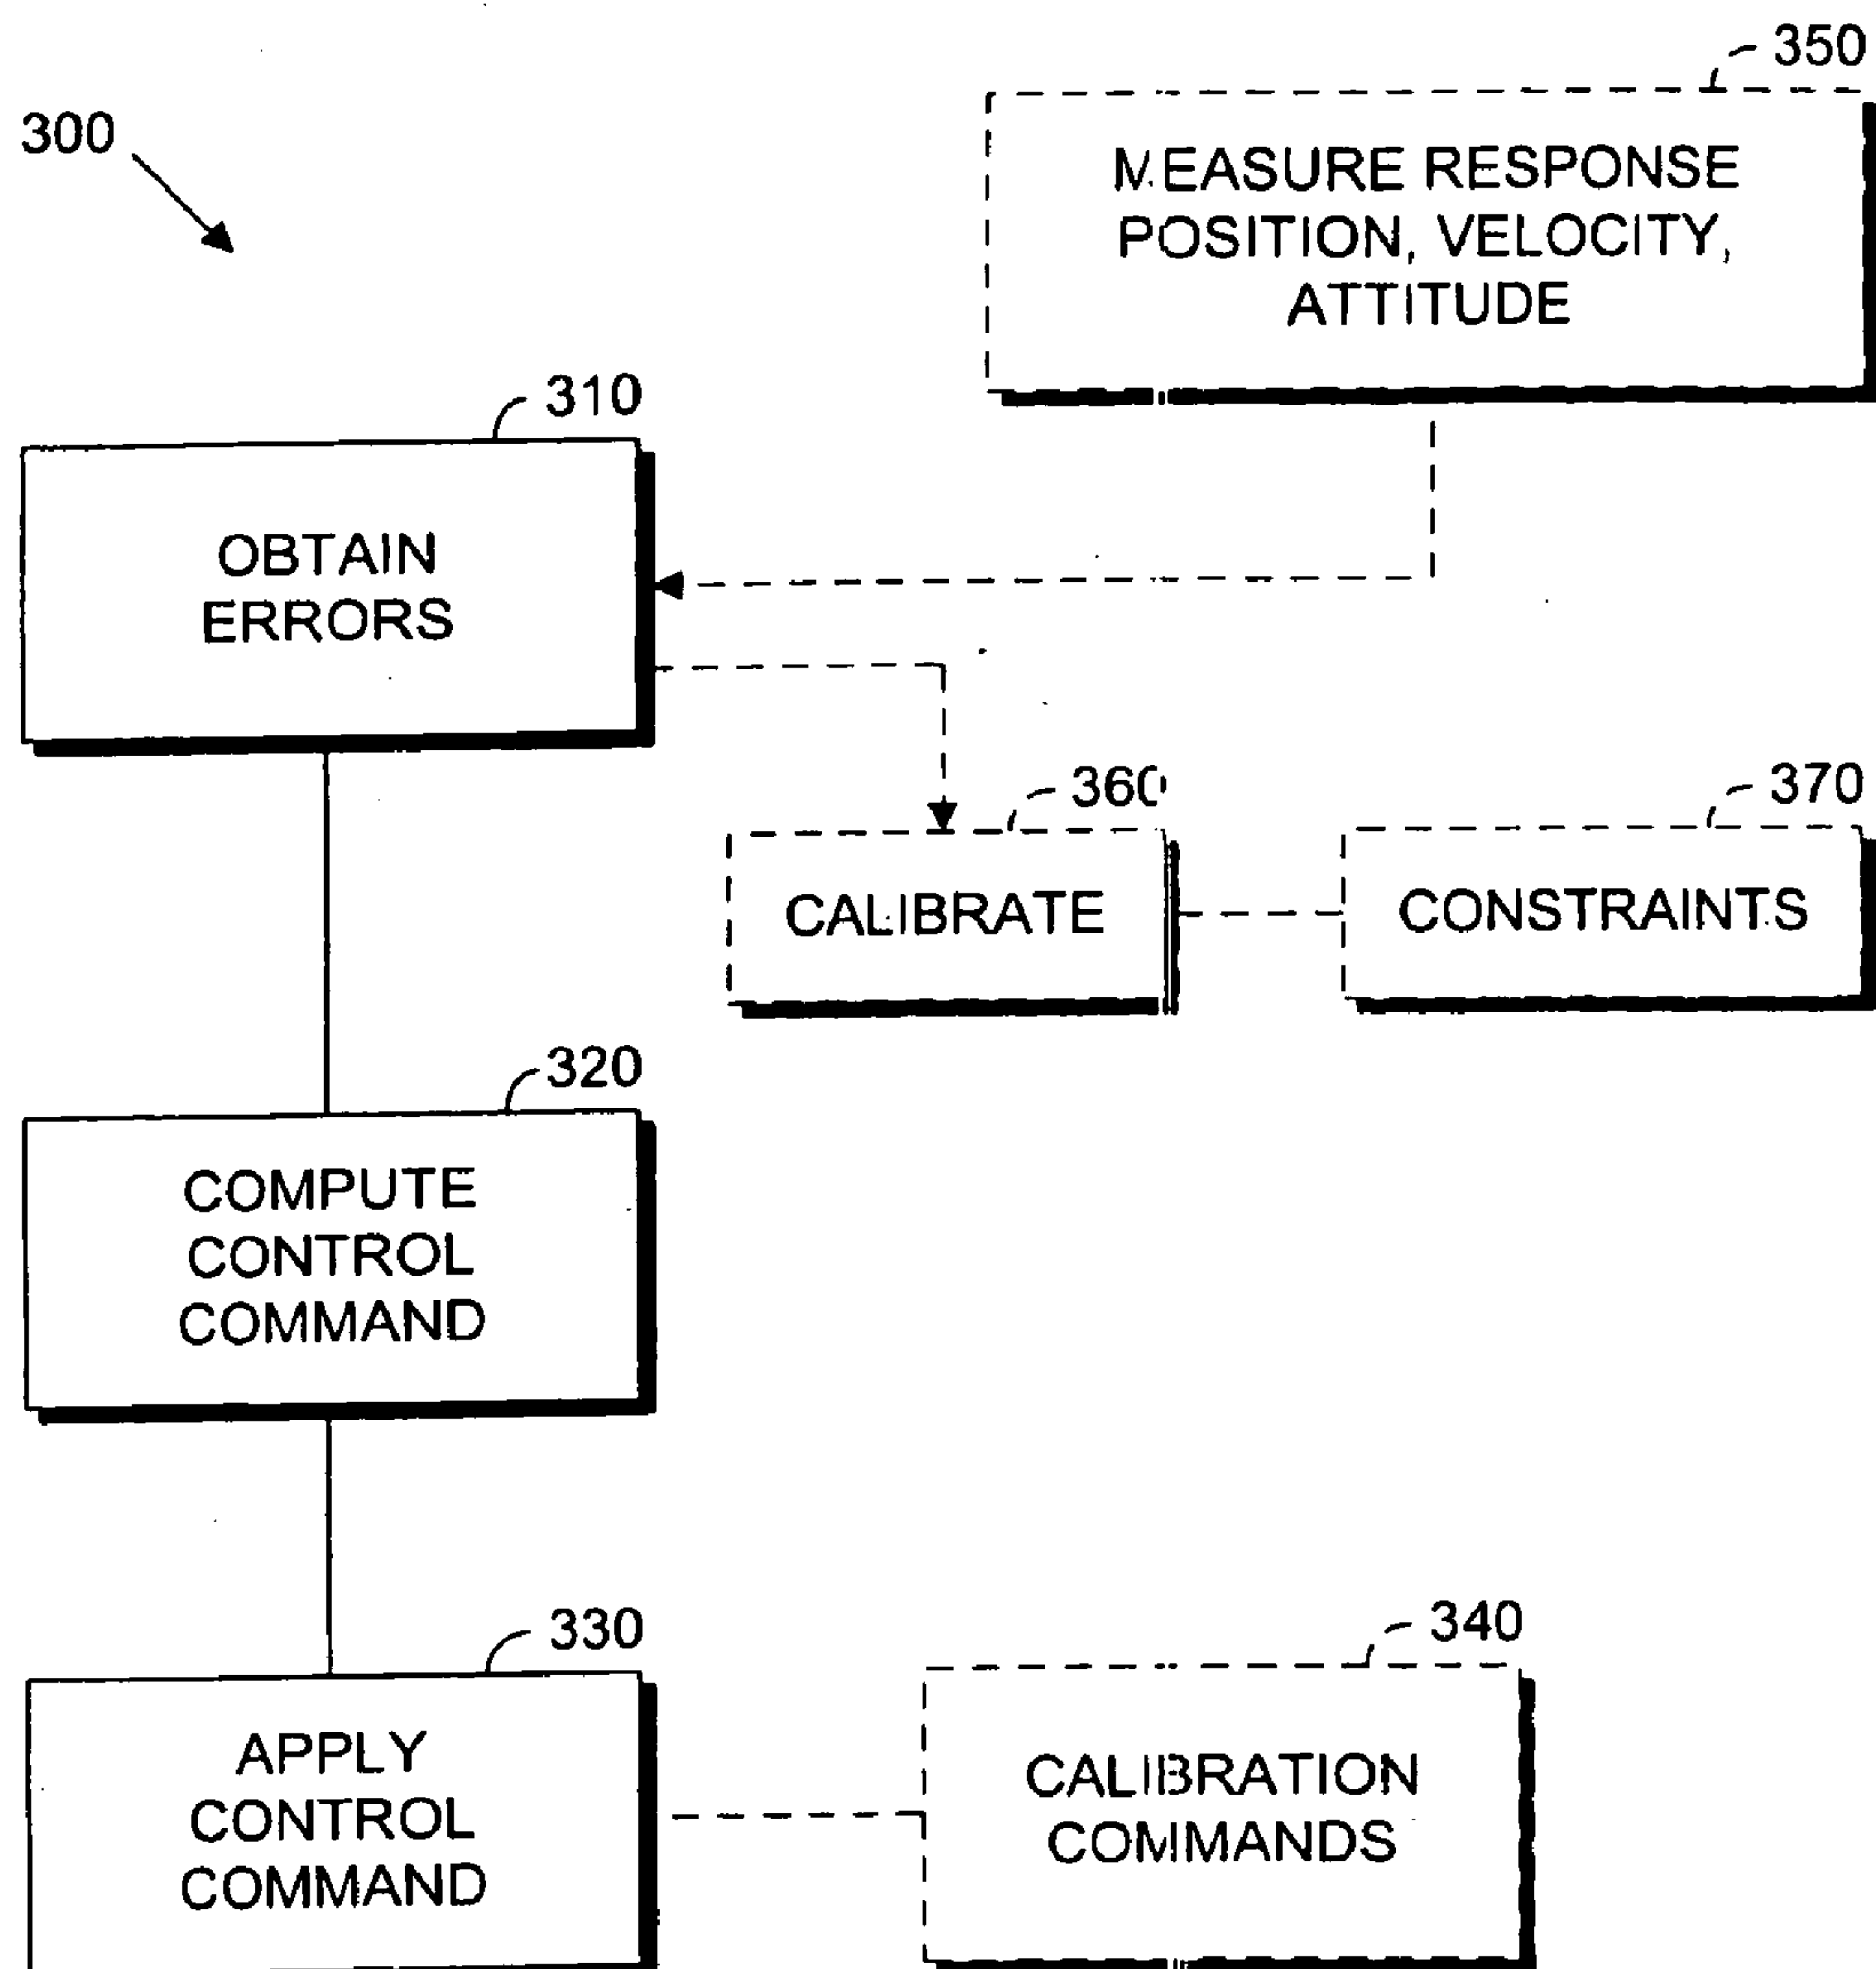 350
300
MEASURE RESPONSE
POSITION, VELOCITY,
ATTITUDE
310
OBTAIN
ERRORS
360
370
CALIBRATE
CONSTRAINTS
320
COMPUTE
CONTROL
COMMAND
330
340
APPLY
CONTROL
COMMAND
CALIBRATION
COMMANDS